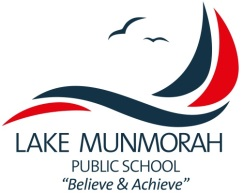 LAKE MUNMORAH
PUBLIC SCHOOL
“Believe & Achieve”